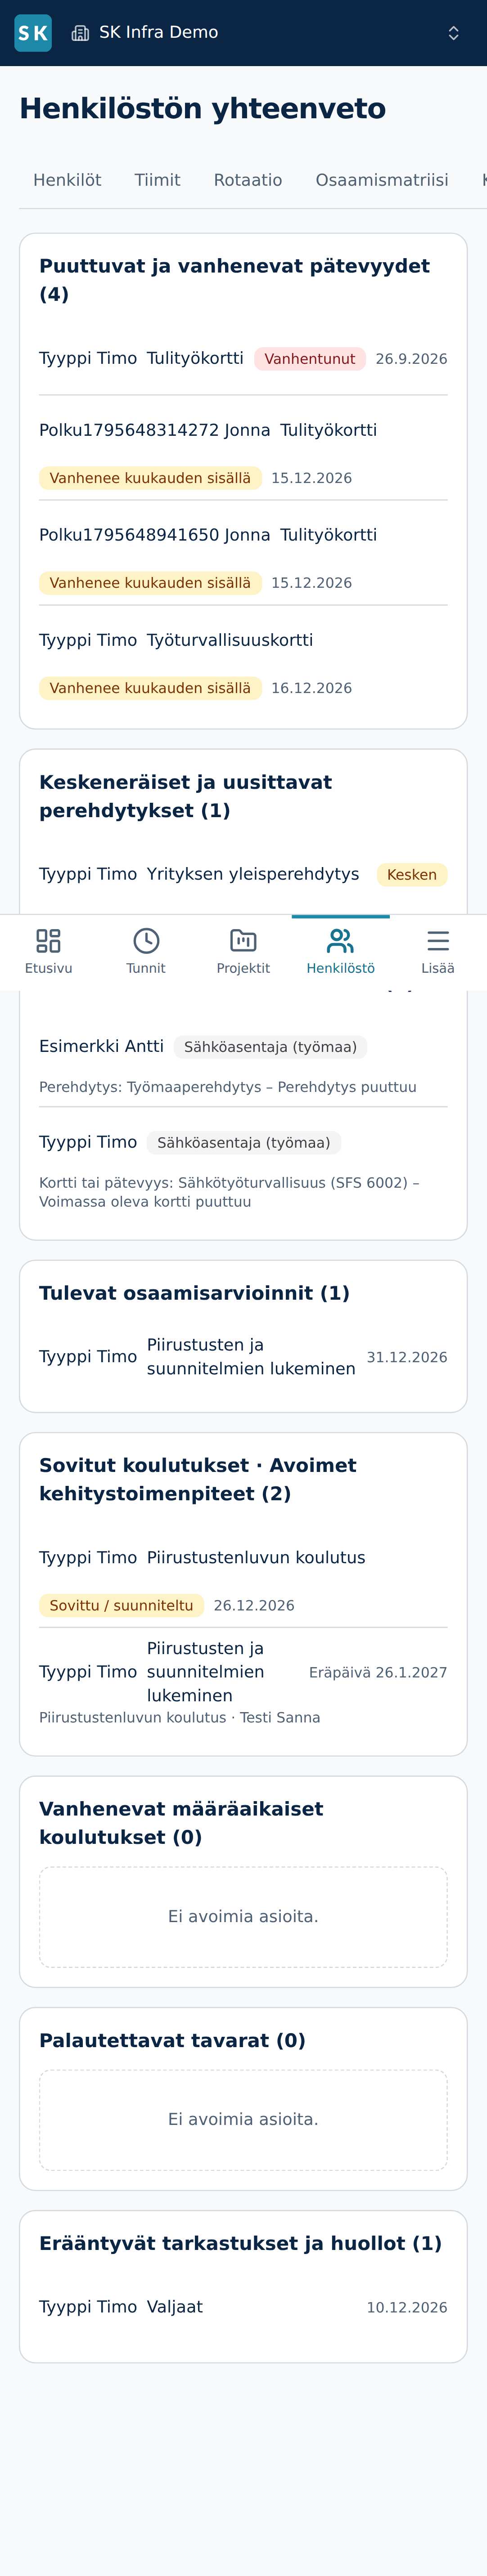 SK SK Infra Demo
Henkilöstön yhteenveto
Henkilöt Tiimit Rotaatio Osaamismatriisi
Puuttuvat ja vanhenevat pätevyydet
(4)
Tyyppi Timo Tulityökortti Vanhentunut 26.9.2026
Polku1795648314272 Jonna Tulityökortti
Vanhenee kuukauden sisällä 15.12.2026
Polku1795648941650 Jonna Tulityökortti
Vanhenee kuukauden sisällä 15.12.2026
Tyyppi Timo Työturvallisuuskortti
Vanhenee kuukauden sisällä 16.12.2026
Keskeneräiset ja uusittavat
perehdytykset (1)
Tyyppi Timo Yrityksen yleisperehdytys Kesken
Etusivu Tunnit Projektit Henkilöstö Lisää
Esimerkki Antti Sähköasentaja (työmaa)
Perehdytys: Työmaaperehdytys – Perehdytys puuttuu
Tyyppi Timo Sähköasentaja (työmaa)
Kortti tai pätevyys: Sähkötyöturvallisuus (SFS 6002) –
Voimassa oleva kortti puuttuu
Tulevat osaamisarvioinnit (1)
Tyyppi Timo Piirustusten ja
suunnitelmien lukeminen 31.12.2026
Sovitut koulutukset · Avoimet
kehitystoimenpiteet (2)
Tyyppi Timo Piirustustenluvun koulutus
Sovittu / suunniteltu 26.12.2026
Piirustusten ja
Tyyppi Timo suunnitelmien Eräpäivä 26.1.2027
lukeminen
Piirustustenluvun koulutus · Testi Sanna
Vanhenevat määräaikaiset
koulutukset (0)
Ei avoimia asioita.
Palautettavat tavarat (0)
Ei avoimia asioita.
Erääntyvät tarkastukset ja huollot (1)
Tyyppi Timo Valjaat 10.12.2026